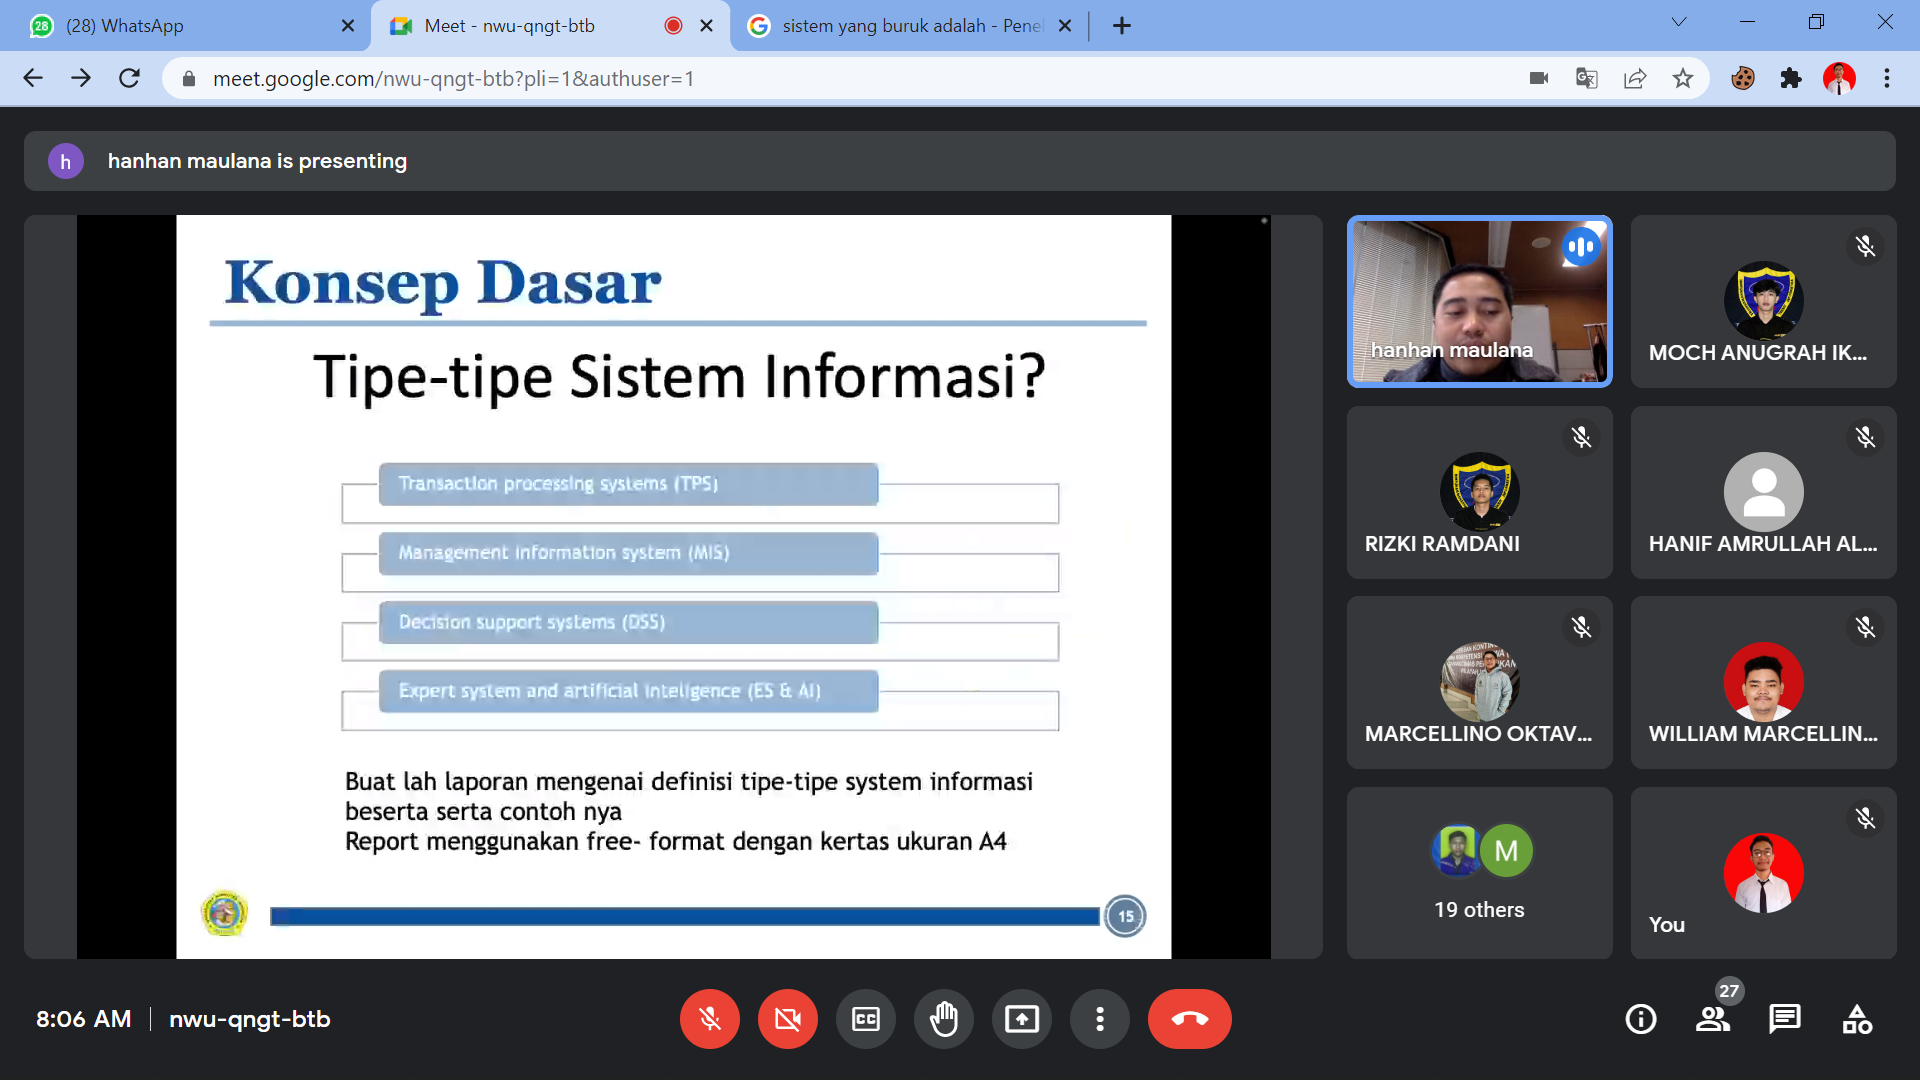 (28) WhatsApp
Meet - nwu-qngt-btb
sistem yang buruk adalah - Pene
meet.google.com/nwu-qngt-btb?pli=1&authuser=1
h
hanhan maulana is presenting
Konsep Dasar
Tipe-tipe Sistem Informasi?
Transaction processing systems (TPS)
Management information system (MIS)
Decision support systems (DSS)
Expert system and artificial inteligence (ES & AI)
Buat lah laporan mengenai definisi tipe-tipe system informasi
beserta serta contoh nya
Report menggunakan free- format dengan kertas ukuran A4
15
hanhan maulana
MOCH ANUGRAH IK...
RIZKI RAMDANI
HANIF AMRULLAH AL...
MARCELLINO OKTAV...
WILLIAM MARCELLIN...
M
19 others
You
8:06 AM
nwu-qngt-btb
CC
27